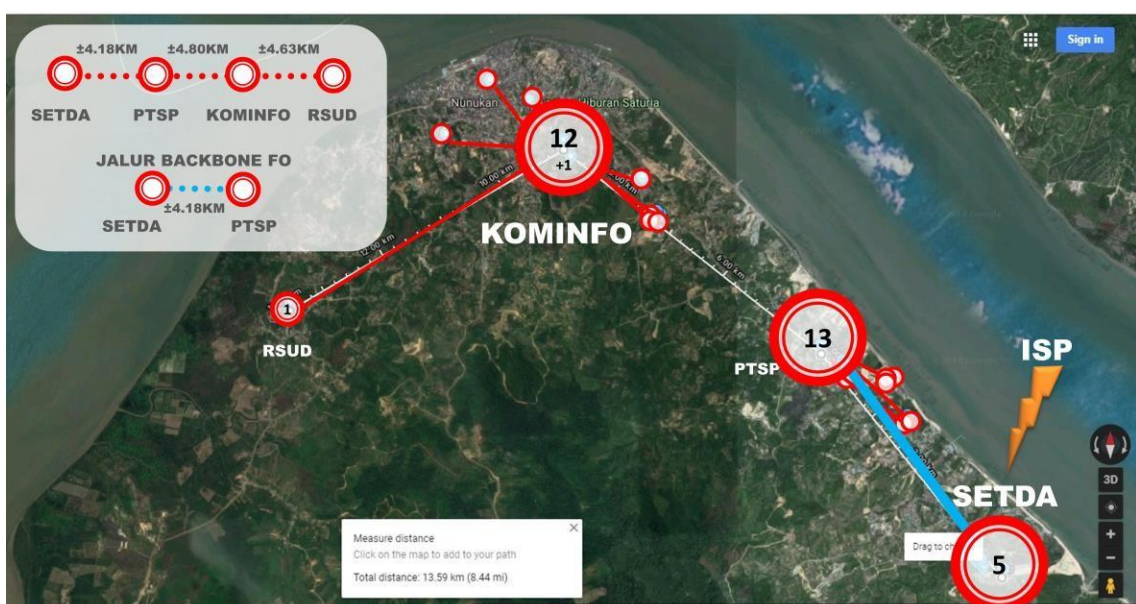 ±4.18KM ±4.80KM ±4.63KM
SETDA PTSP KOMINFO RSUD
JALUR BACKBONE FO
±4.18KM
SETDA PTSP
Sign in
Nunukan
Hiburan Saturia
12
+1
10.00 km
KOMINFO
12.00 km
6.00 km
1
RSUD
13
PTSP
ISP
3D
SETDA
Measure distance
Click on the map to add to your path
Total distance: 13.59 km (8.44 mi)
Drag to
5